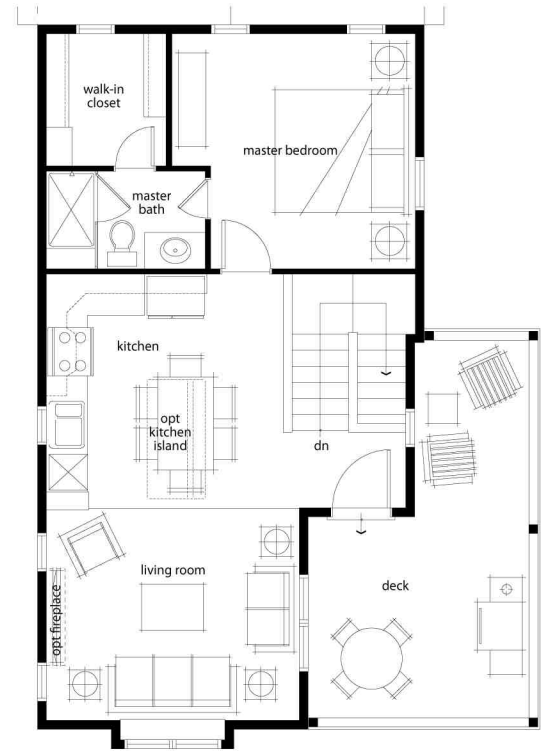 walk-in
closet
master bedroom
master
bath
kitchen
opt
kitchen
island
dn
living room
opt fireplace
deck